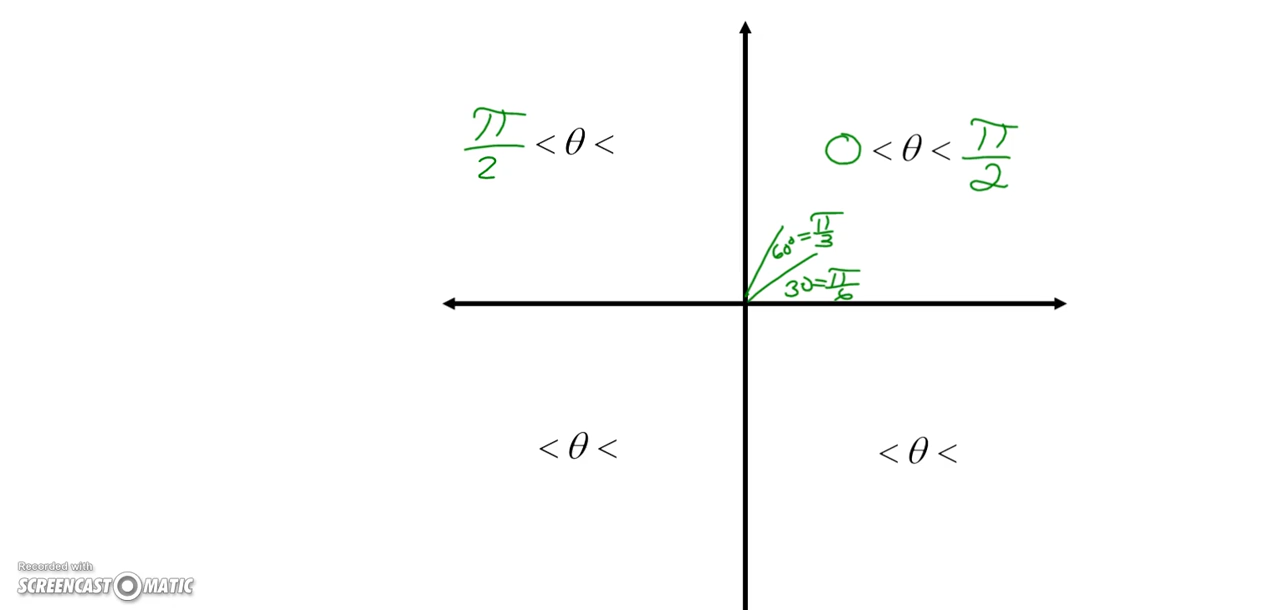 π/2 < θ <
0 < θ < π/2
60° = π/3
30 = π/6
< θ <
< θ <
Recorded with
SCREENCAST-O-MATIC